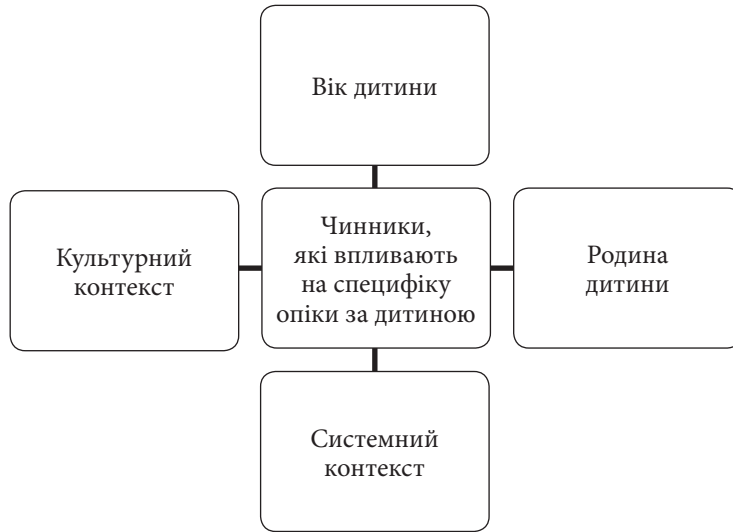 Вік дитини
Культурний
контекст
Чинники,
які впливають
на специфіку
опіки за дитиною
Родина
дитини
Системний
контекст